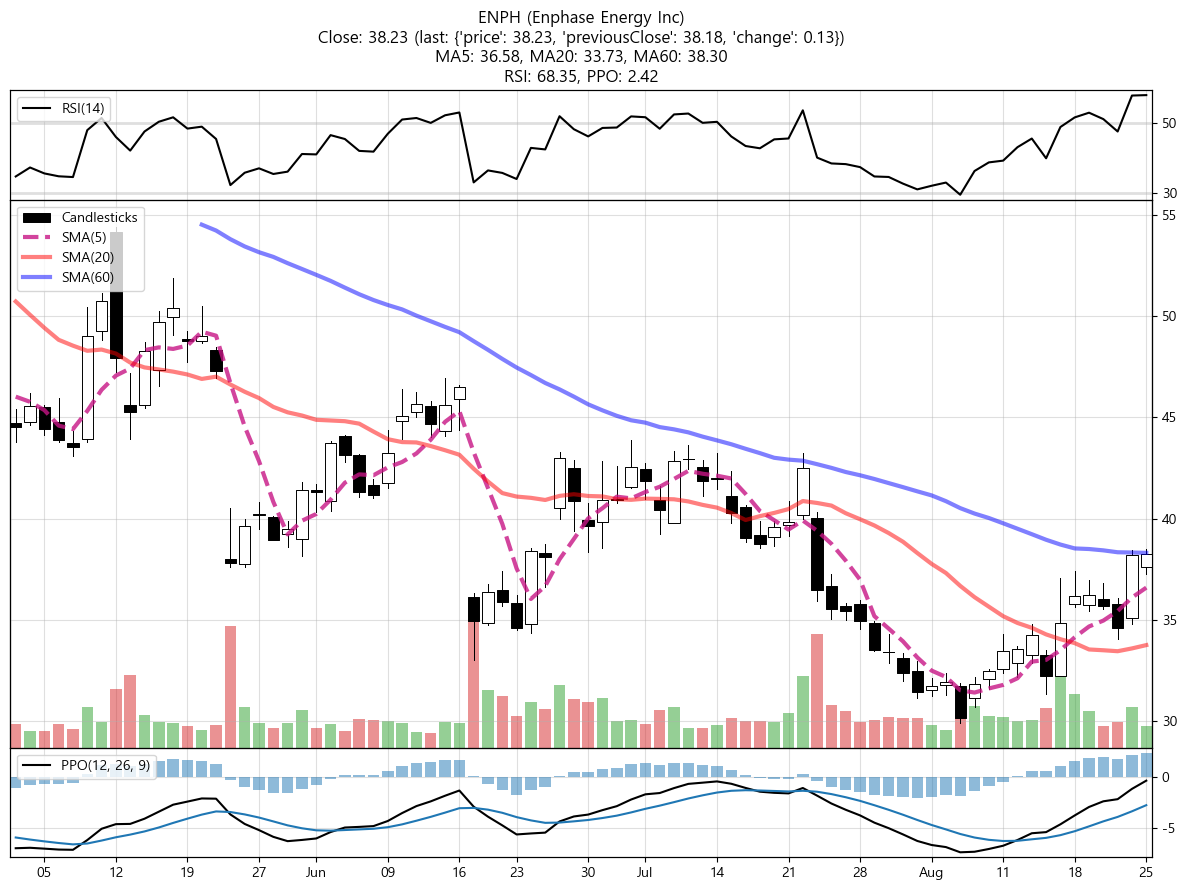 ENPH (Enphase Energy Inc)
Close: 38.23 (last: {'price': 38.23, 'previousClose': 38.18, 'change': 0.13})
MA5: 36.58, MA20: 33.73, MA60: 38.30
RSI: 68.35, PPO: 2.42
RSI(14)
50
30
Candlesticks
SMA(5)
SMA(20)
SMA(60)
55
50
45
40
35
30
PPO(12, 26, 9)
0
-5
05 12 19 27 Jun 09 16 23 30 Jul 14 21 28 Aug 11 18 25